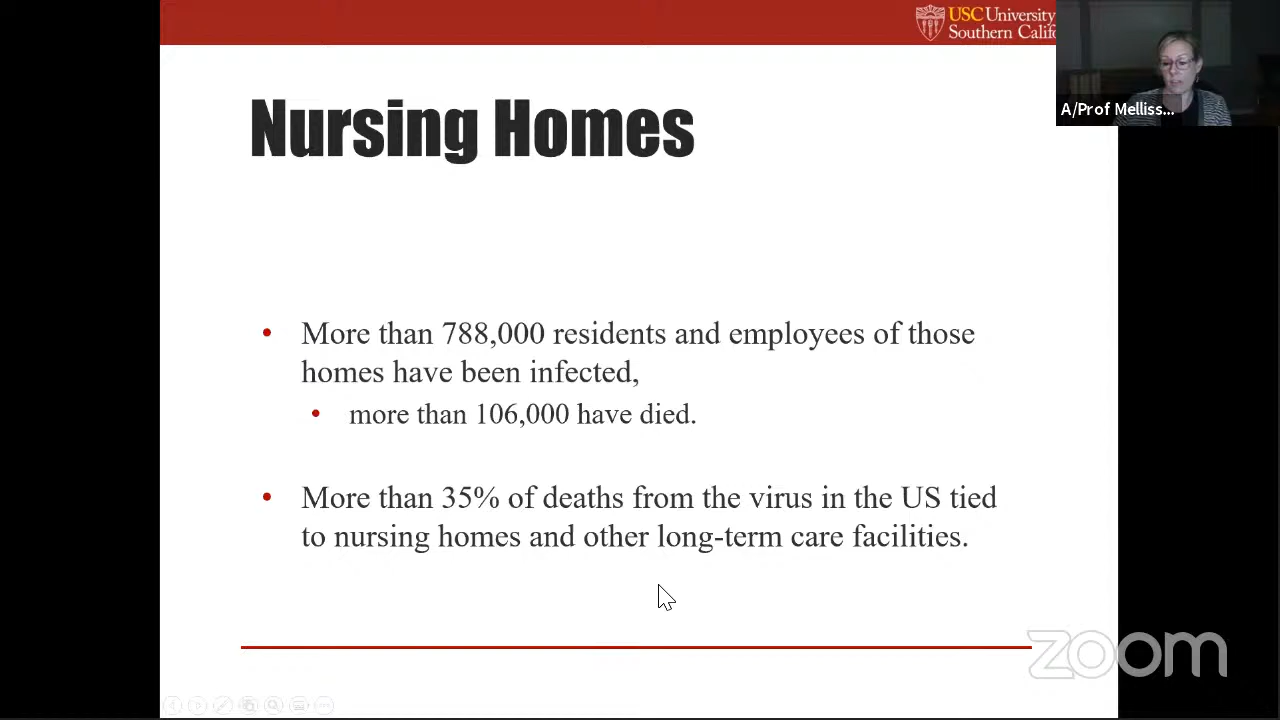 USC University
Southern Calif
A/Prof Melliss...
Nursing Homes
• More than 788,000 residents and employees of those
homes have been infected,
• more than 106,000 have died.
• More than 35% of deaths from the virus in the US tied
to nursing homes and other long-term care facilities.
zoom